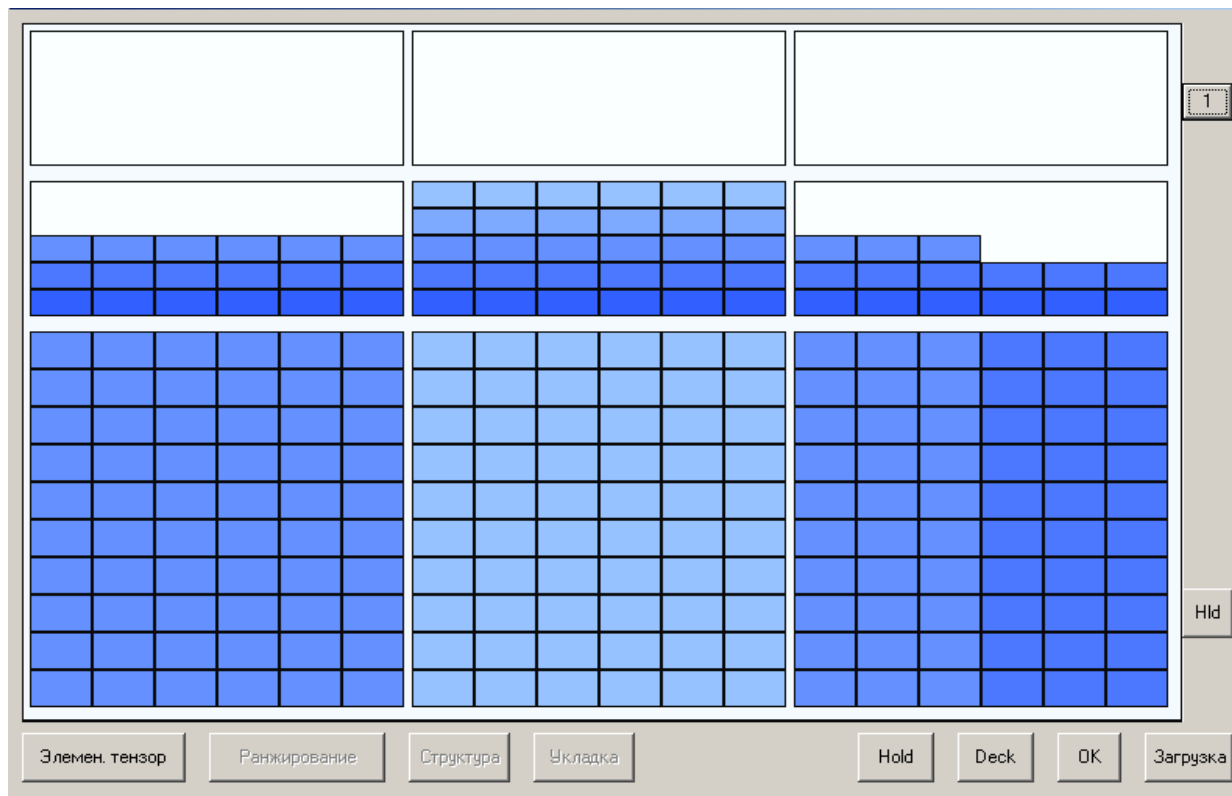 1
Hld
Элемен. тензор
Ранжирование
Структура
Укладка
Hold
Deck
OK
Загрузка